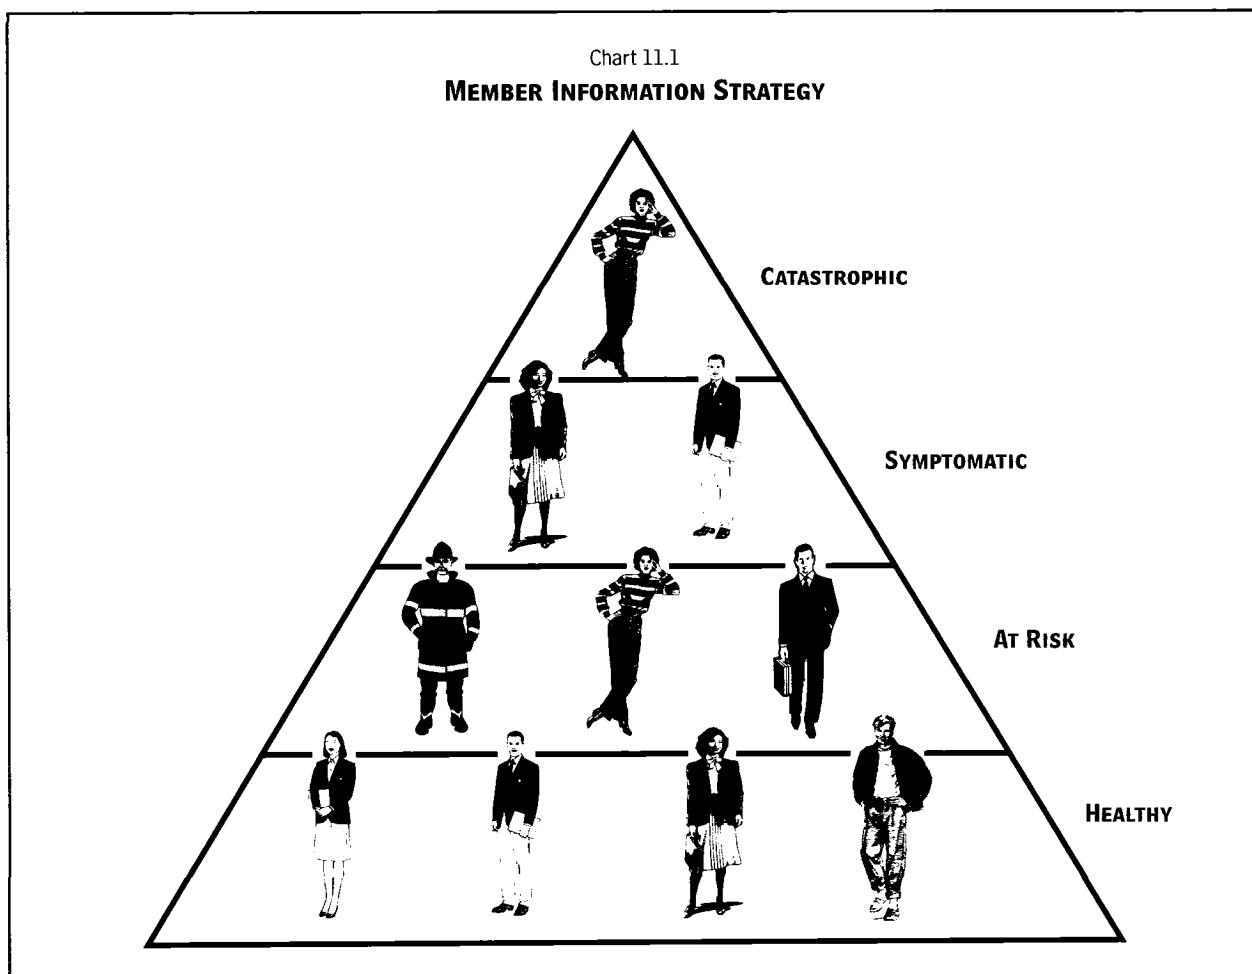 Chart 11.1
MEMBER INFORMATION STRATEGY
CATASTROPHIC
SYMPTOMATIC
AT RISK
HEALTHY